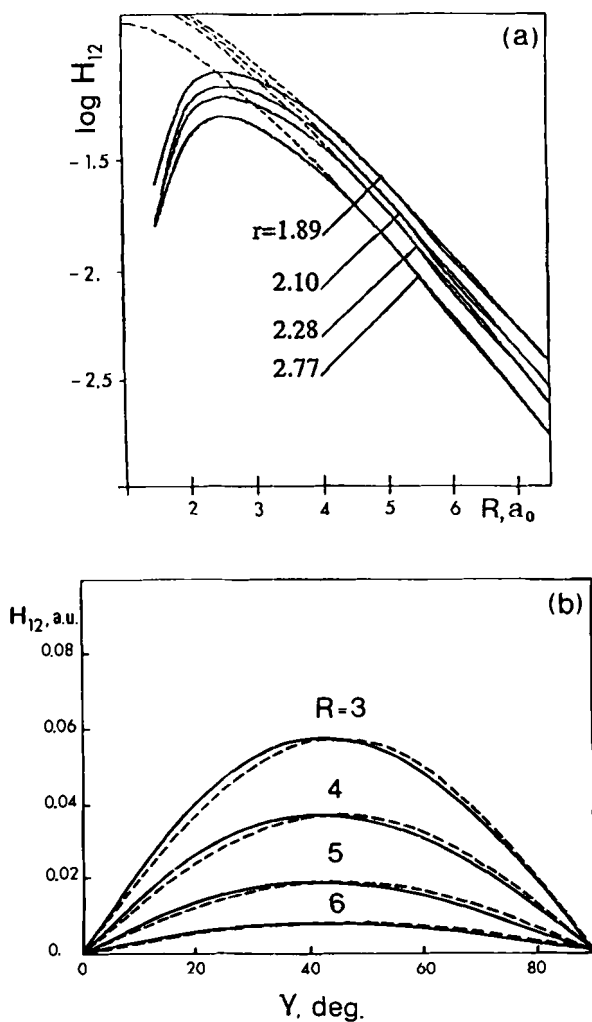 (a)
log H₁₂
-1.5
-2.
-2,5
r=1.89
2.10
2.28
2.77
2 3 4 5 6 R, a₀
(b)
H₁₂, a.u.
0.08
0.06
0.04
0.02
0.
R=3
4
5
6
0 20 40 60 80
γ, deg.